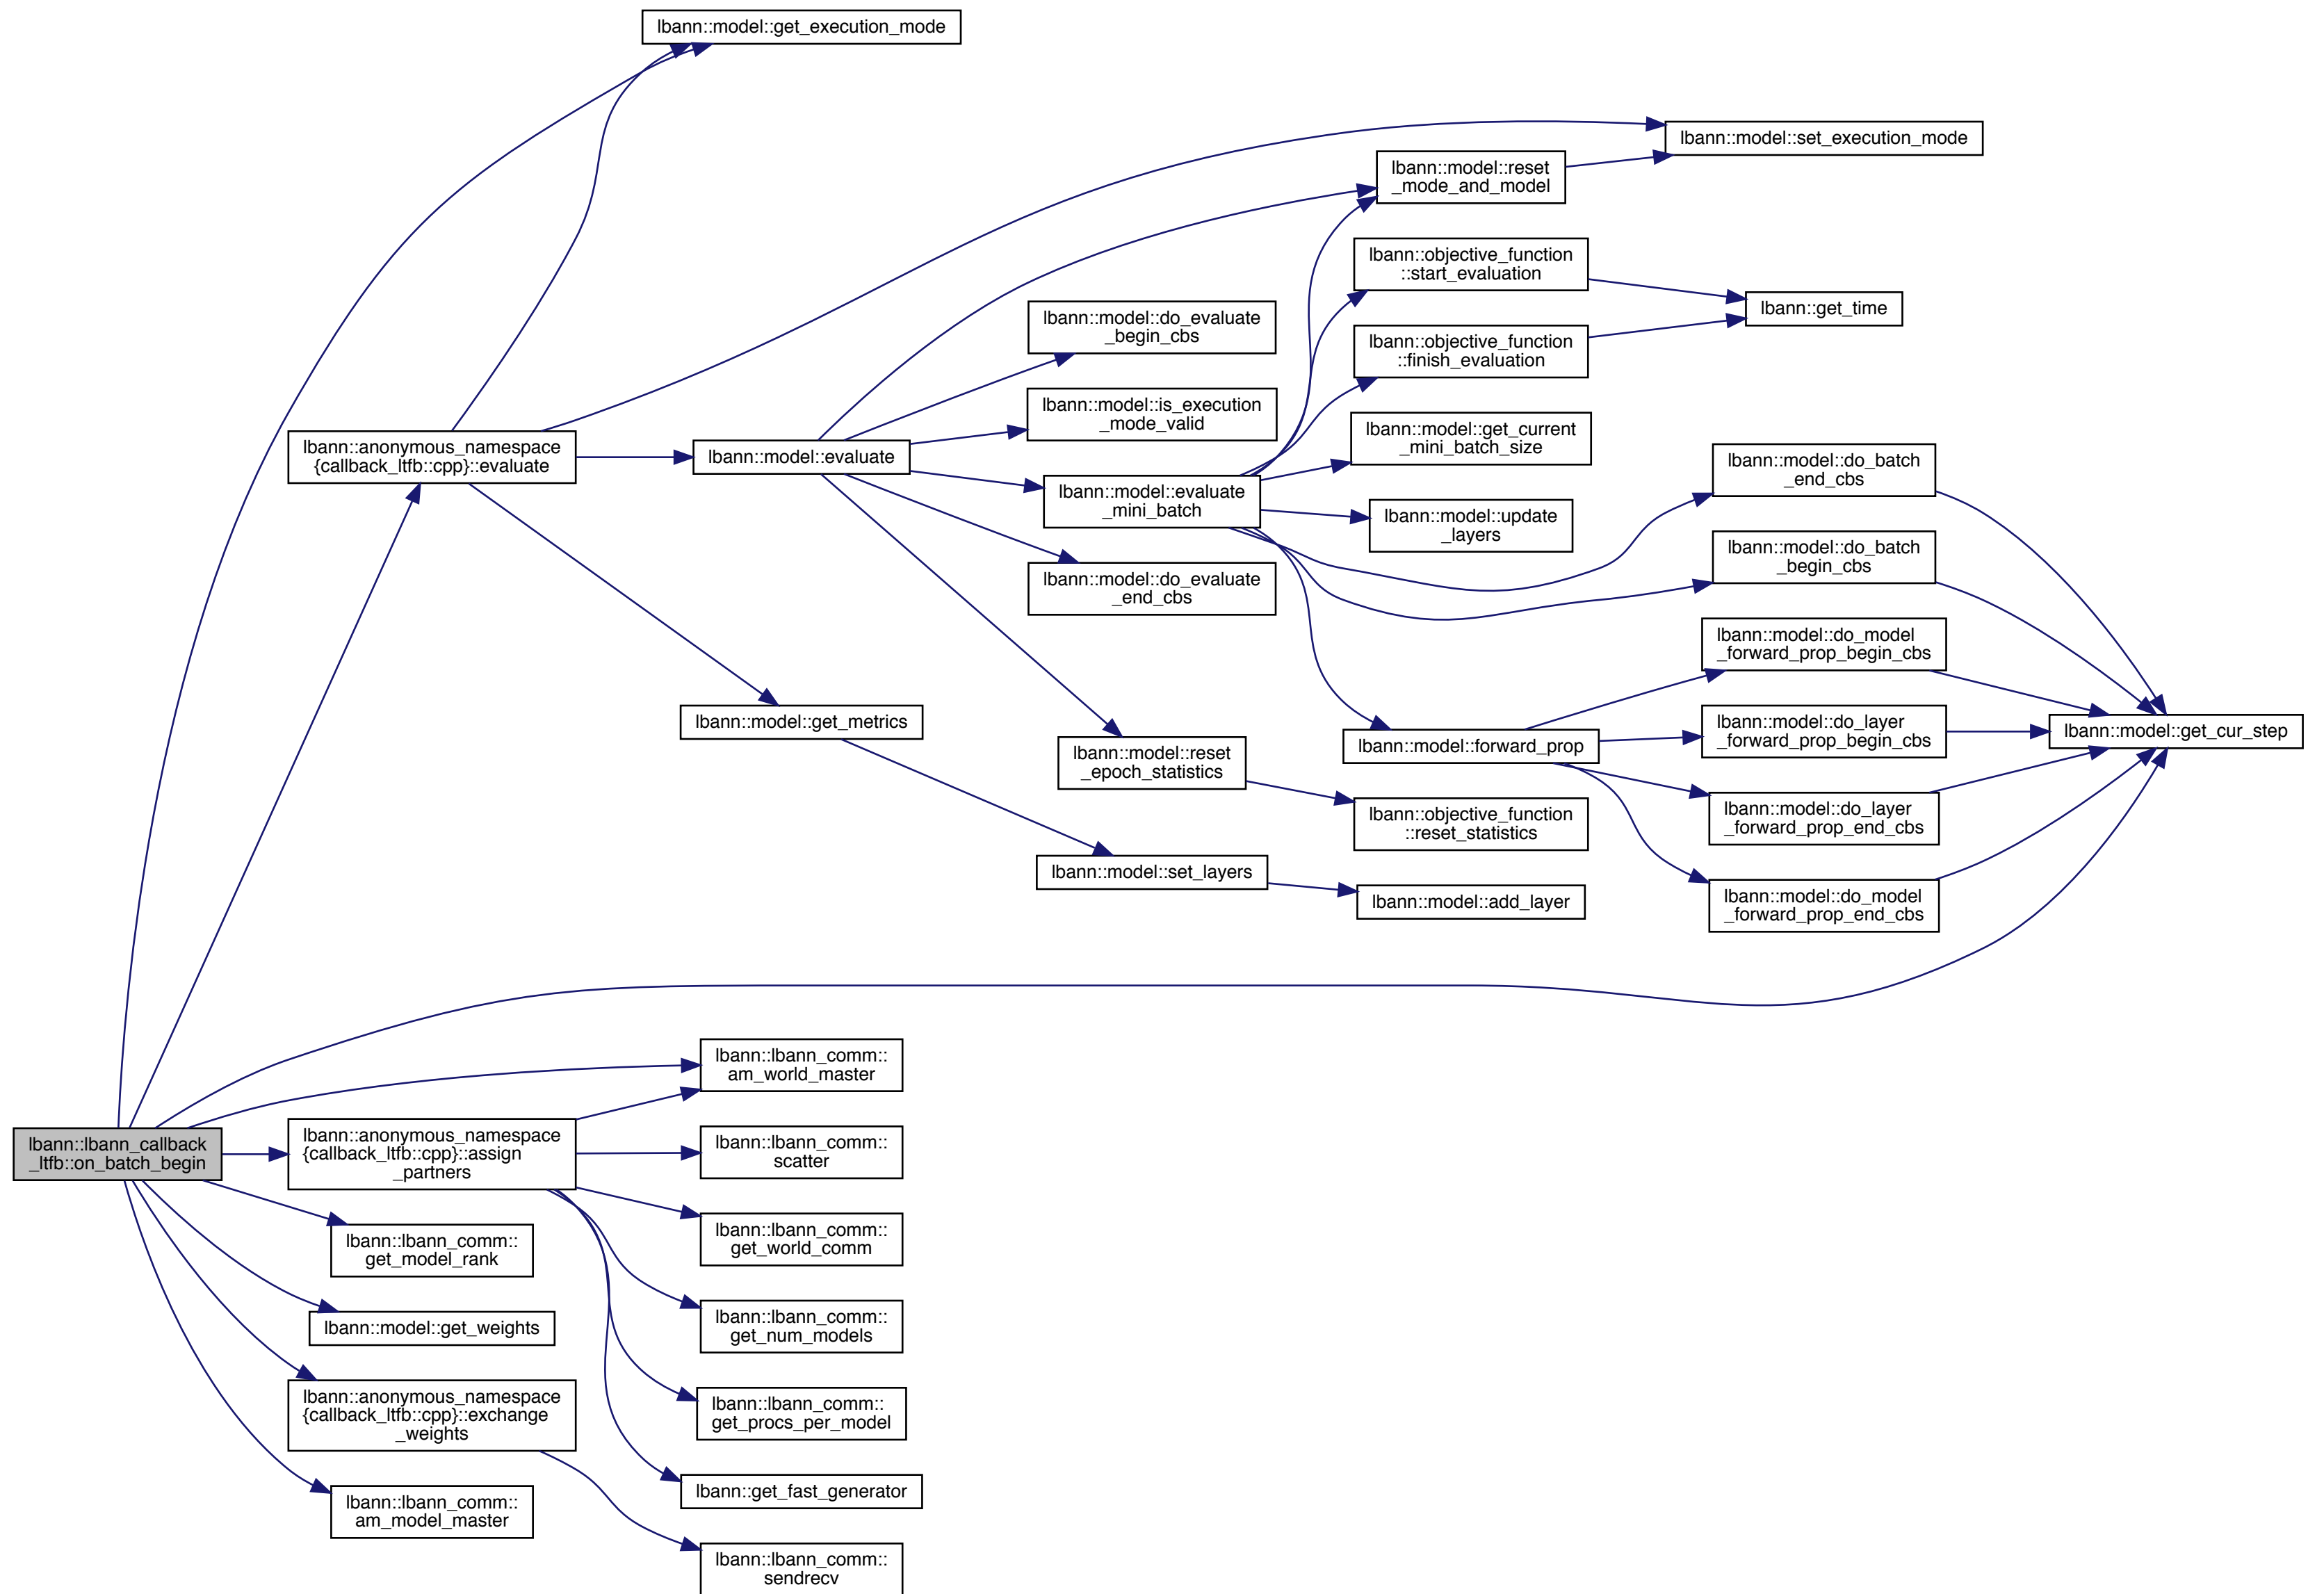 lbann::model::get_execution_mode
lbann::model::set_execution_mode
lbann::model::reset
_mode_and_model
lbann::objective_function
::start_evaluation
lbann::get_time
lbann::model::do_evaluate
_begin_cbs
lbann::objective_function
::finish_evaluation
lbann::model::is_execution
_mode_valid
lbann::model::get_current
_mini_batch_size
lbann::anonymous_namespace
{callback_ltfb::cpp}::evaluate
lbann::model::evaluate
lbann::model::do_batch
_end_cbs
lbann::model::evaluate
_mini_batch
lbann::model::update
_layers
lbann::model::do_batch
_begin_cbs
lbann::model::do_evaluate
_end_cbs
lbann::model::do_model
_forward_prop_begin_cbs
lbann::model::get_metrics
lbann::model::do_layer
_forward_prop_begin_cbs
lbann::model::get_cur_step
lbann::model::forward_prop
lbann::model::reset
_epoch_statistics
lbann::objective_function
::reset_statistics
lbann::model::do_layer
_forward_prop_end_cbs
lbann::model::set_layers
lbann::model::add_layer
lbann::model::do_model
_forward_prop_end_cbs
lbann::lbann_comm::
am_world_master
lbann::lbann_callback
_ltfb::on_batch_begin
lbann::anonymous_namespace
{callback_ltfb::cpp}::assign
_partners
lbann::lbann_comm::
scatter
lbann::lbann_comm::
get_world_comm
lbann::lbann_comm::
get_model_rank
lbann::lbann_comm::
get_num_models
lbann::model::get_weights
lbann::anonymous_namespace
{callback_ltfb::cpp}::exchange
_weights
lbann::lbann_comm::
get_procs_per_model
lbann::get_fast_generator
lbann::lbann_comm::
am_model_master
lbann::lbann_comm::
sendrecv